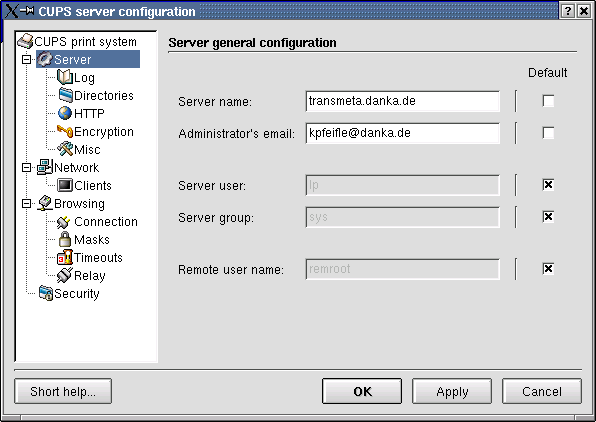 CUPS server configuration
CUPS print system
Server
Log
Directories
HTTP
Encryption
Misc
Network
Clients
Browsing
Connection
Masks
Timeouts
Relay
Security
Server general configuration
Default
Server name: transmeta.danka.de
Administrator's email: kpfeifle@danka.de
Server user: lp
Server group: sys
Remote user name: remroot
Short help...
OK
Apply
Cancel